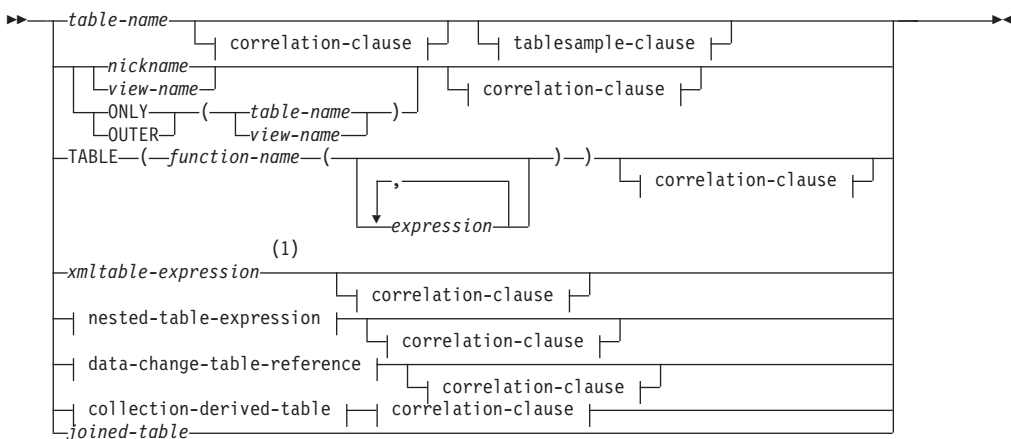 table-name
correlation-clause tablesample-clause
nickname
view-name correlation-clause
ONLY ( table-name )
OUTER view-name
TABLE ( function-name ( ) )
, correlation-clause
expression
(1)
xmltable-expression
correlation-clause
nested-table-expression
correlation-clause
data-change-table-reference
correlation-clause
collection-derived-table correlation-clause
joined-table